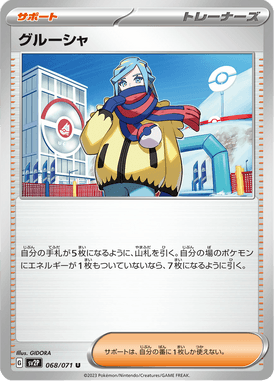 サポート
トレーナーズ
グルーシャ
自分の手札が5枚になるように、山札を引く。自分の場のポケモン
にエネルギーが1枚もついていないなら、7枚になるように引く。
サポートは、自分の番に1枚しか使えない。
Illus. GIDORA
G SV2P 068/071 U
©2023 Pokémon/Nintendo/Creatures/GAME FREAK.